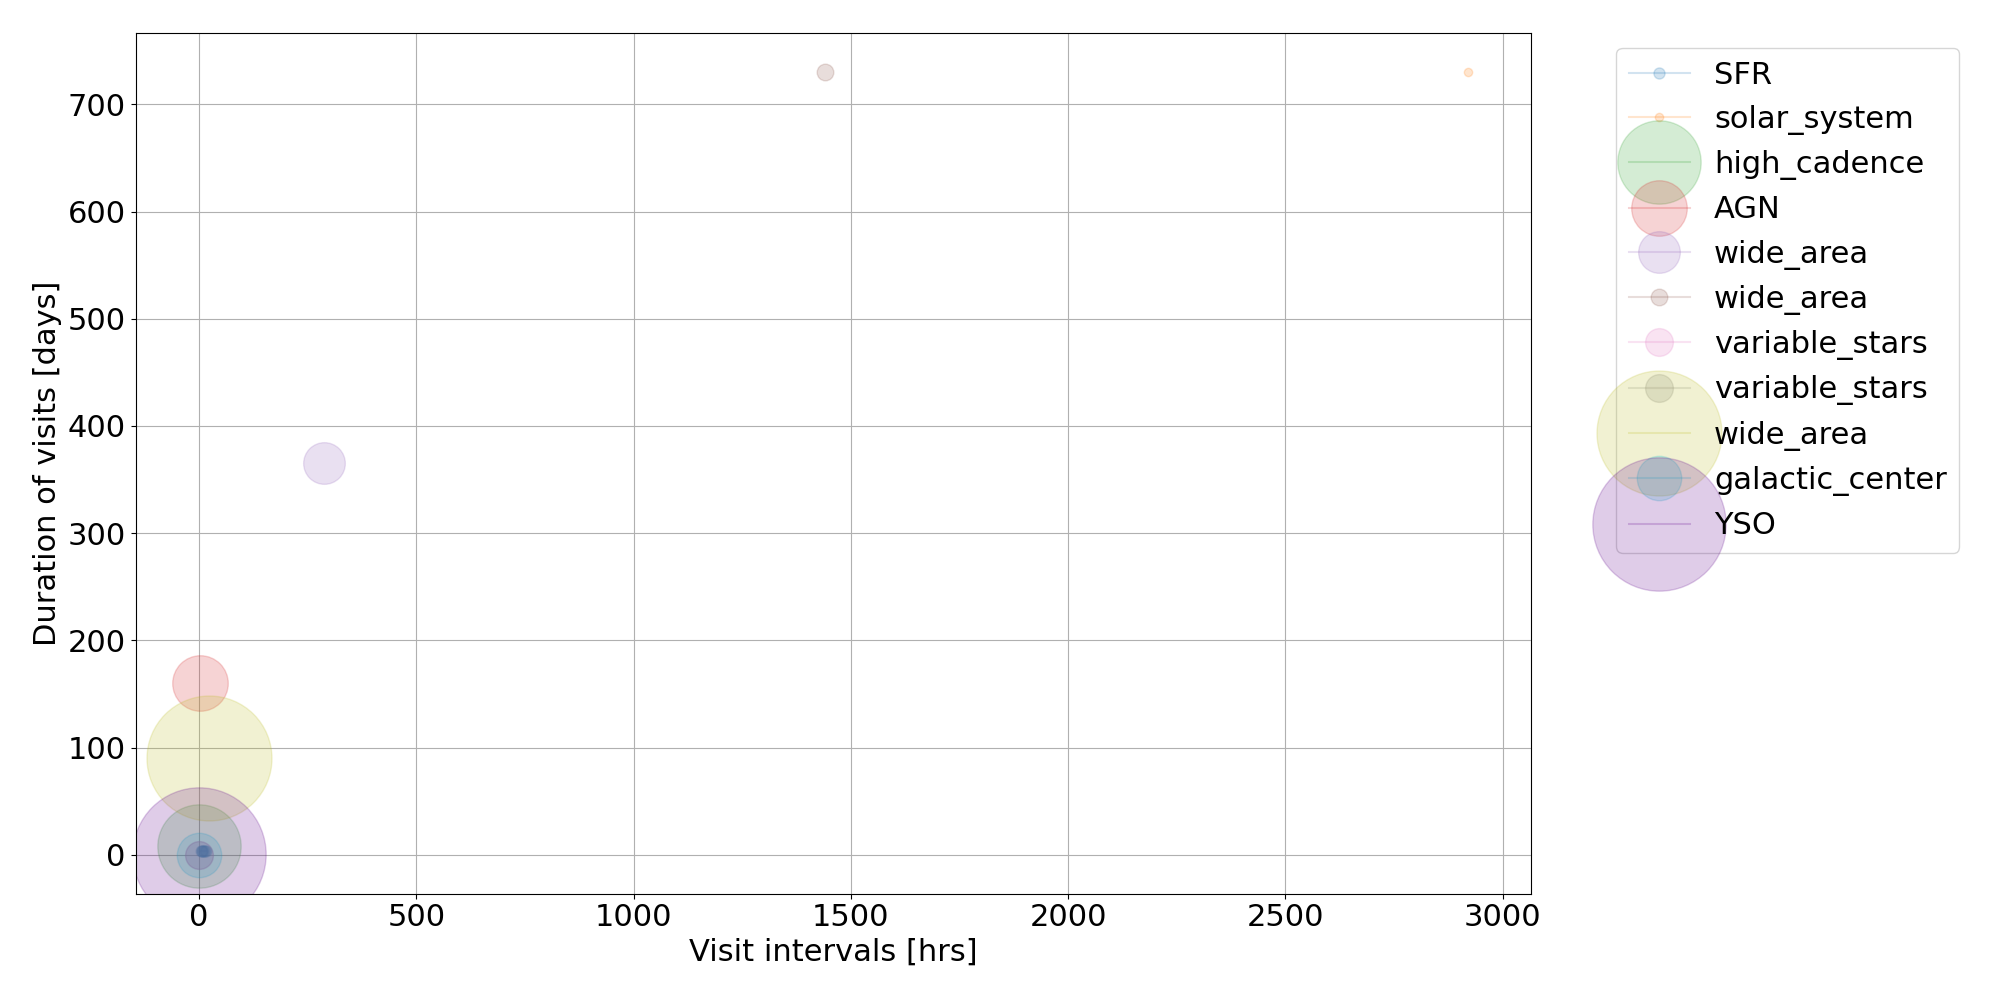 700
600
500
400
300
200
100
0
Duration of visits [days]
0 500 1000 1500 2000 2500 3000
Visit intervals [hrs]
SFR
solar_system
high_cadence
AGN
wide_area
wide_area
variable_stars
variable_stars
wide_area
galactic_center
YSO